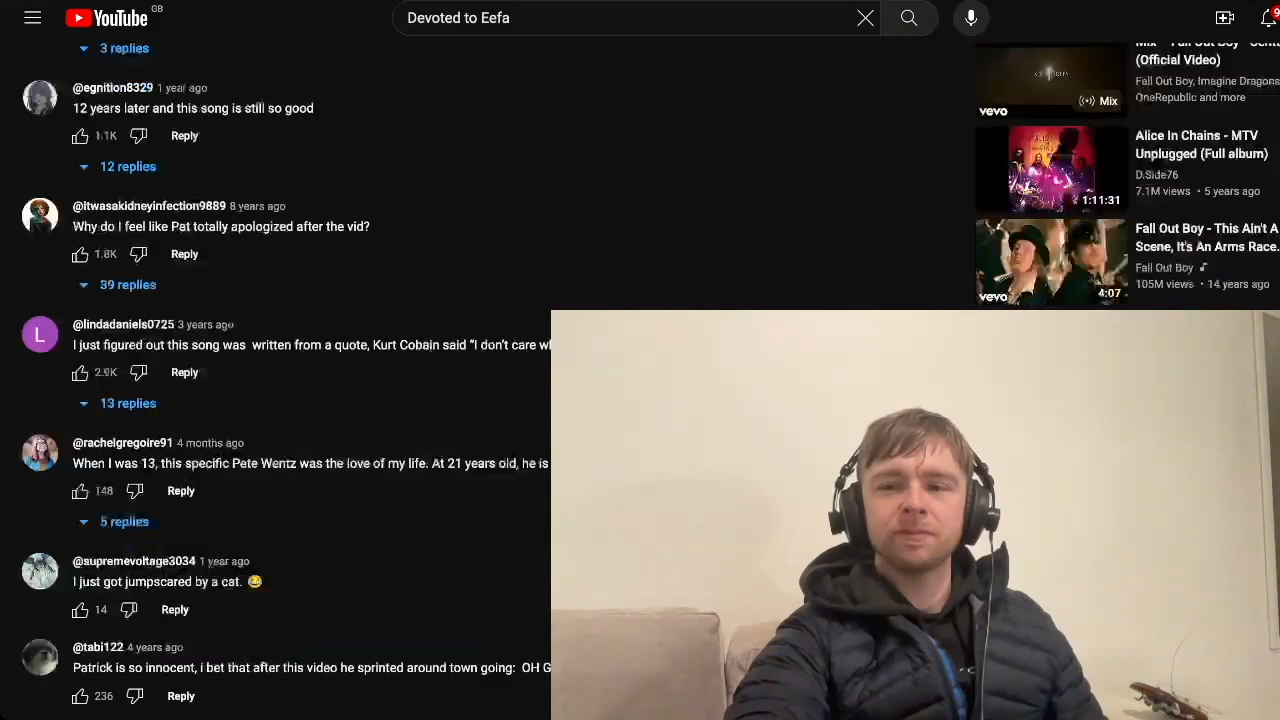 YouTube GB
Devoted to Eefa
9
3 replies
@egnition8329 1 year ago
12 years later and this song is still so good
1.1K Reply
12 replies
@itwasakidneyinfection9889 8 years ago
Why do I feel like Pat totally apologized after the vid?
1.8K Reply
39 replies
L
@lindadaniels0725 3 years ago
I just figured out this song was written from a quote, Kurt Cobain said “I don't care
2.9K Reply
13 replies
@rachelgregoire91 4 months ago
When I was 13, this specific Pete Wentz was the love of my life. At 21 years old, he is
148 Reply
5 replies
@supremevoltage3034 1 year ago
I just got jumpscared by a cat. 😂
14 Reply
@tabi122 4 years ago
Patrick is so innocent, i bet that after this video he sprinted around town going: OH G
236 Reply
Mix - Fall Out Boy -
(Official Video)
Fall Out Boy, Imagine Dragons
OneRepublic and more
vevo
Mix
Alice In Chains - MTV
Unplugged (Full album)
D.Side76
7.1M views • 5 years ago
1:11:31
Fall Out Boy - This Ain't A
Scene, It's An Arms Race.
Fall Out Boy
105M views • 14 years ago
vevo
4:07